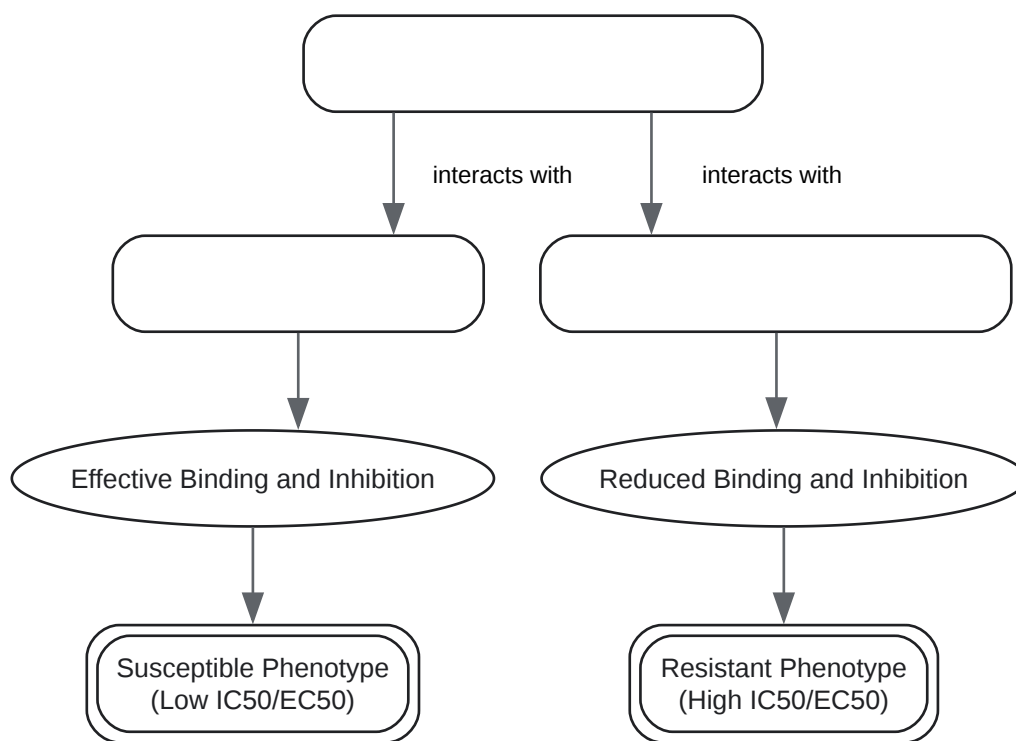 interacts with
interacts with
Effective Binding and Inhibition
Reduced Binding and Inhibition
Susceptible Phenotype
(Low IC50/EC50)
Resistant Phenotype
(High IC50/EC50)